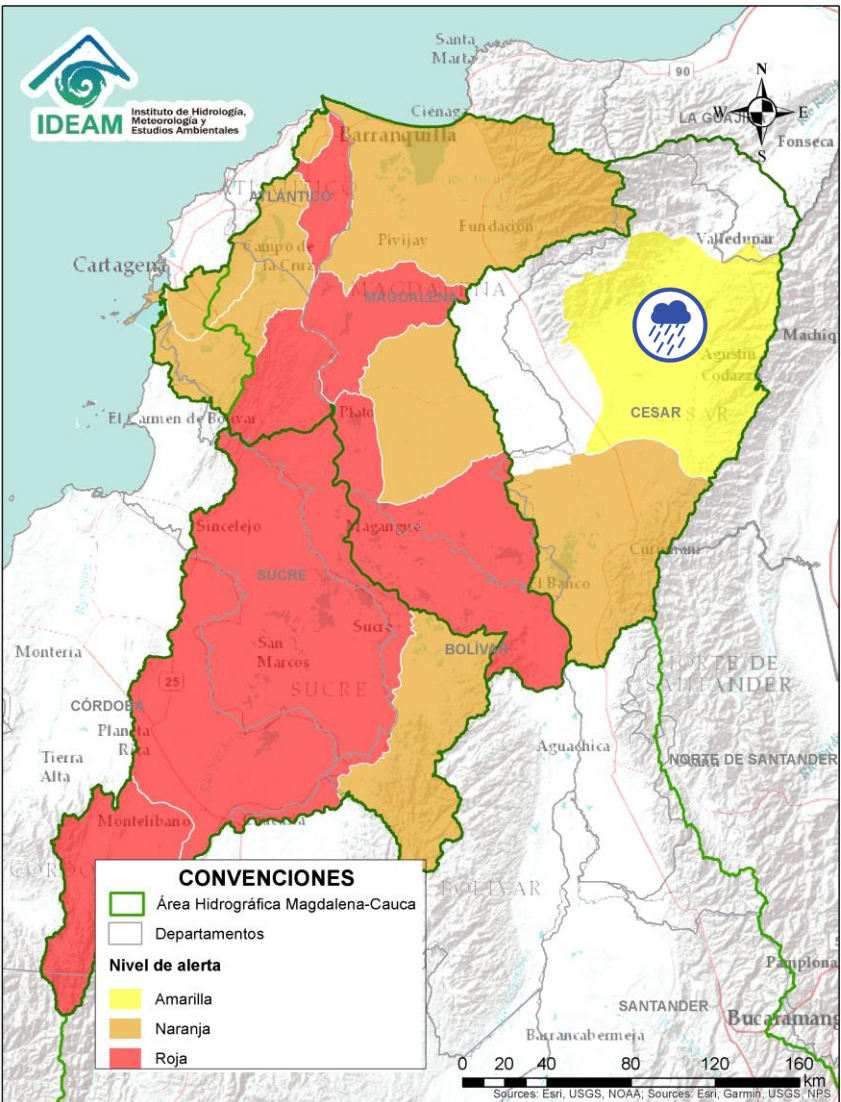 IDEAM
Instituto de Hidrología,
Meteorología y
Estudios Ambientales
Santa
Marta
90
N
W
E
S
LA GUAJIRA
Ciénaga
Barranquilla
Fonseca
ATLÁNTICO
Valledupar
Fundación
Pivijay
Campo de
la Cruz
Cartagena
MAGDALENA
MAGDALENA
Machiq
Agustín
Codazzi
CESAR
Plato
El Carmen de Bolívar
Sincelejo
Magangué
Curumaní
SUCRE
El Banco
Sucre
Montería
San
Marcos
BOLÍVAR
SUCRE
25
NORTE DE
SANTANDER
CÓRDOBA
Planeta
Rica
Tierra
Alta
Aguachica
NORTE DE SANTANDER
Montelíbano
Caucasia
BOLÍVAR
CONVENCIONES
Área Hidrográfica Magdalena-Cauca
Departamentos
Nivel de alerta
Amarilla
Naranja
Roja
Pamplona
SANTANDER
Bucaramang
Barrancabermeja
0 20 40 80 120 160
km
Sources: Esri, USGS, NOAA; Sources: Esri, Garmin, USGS, NPS